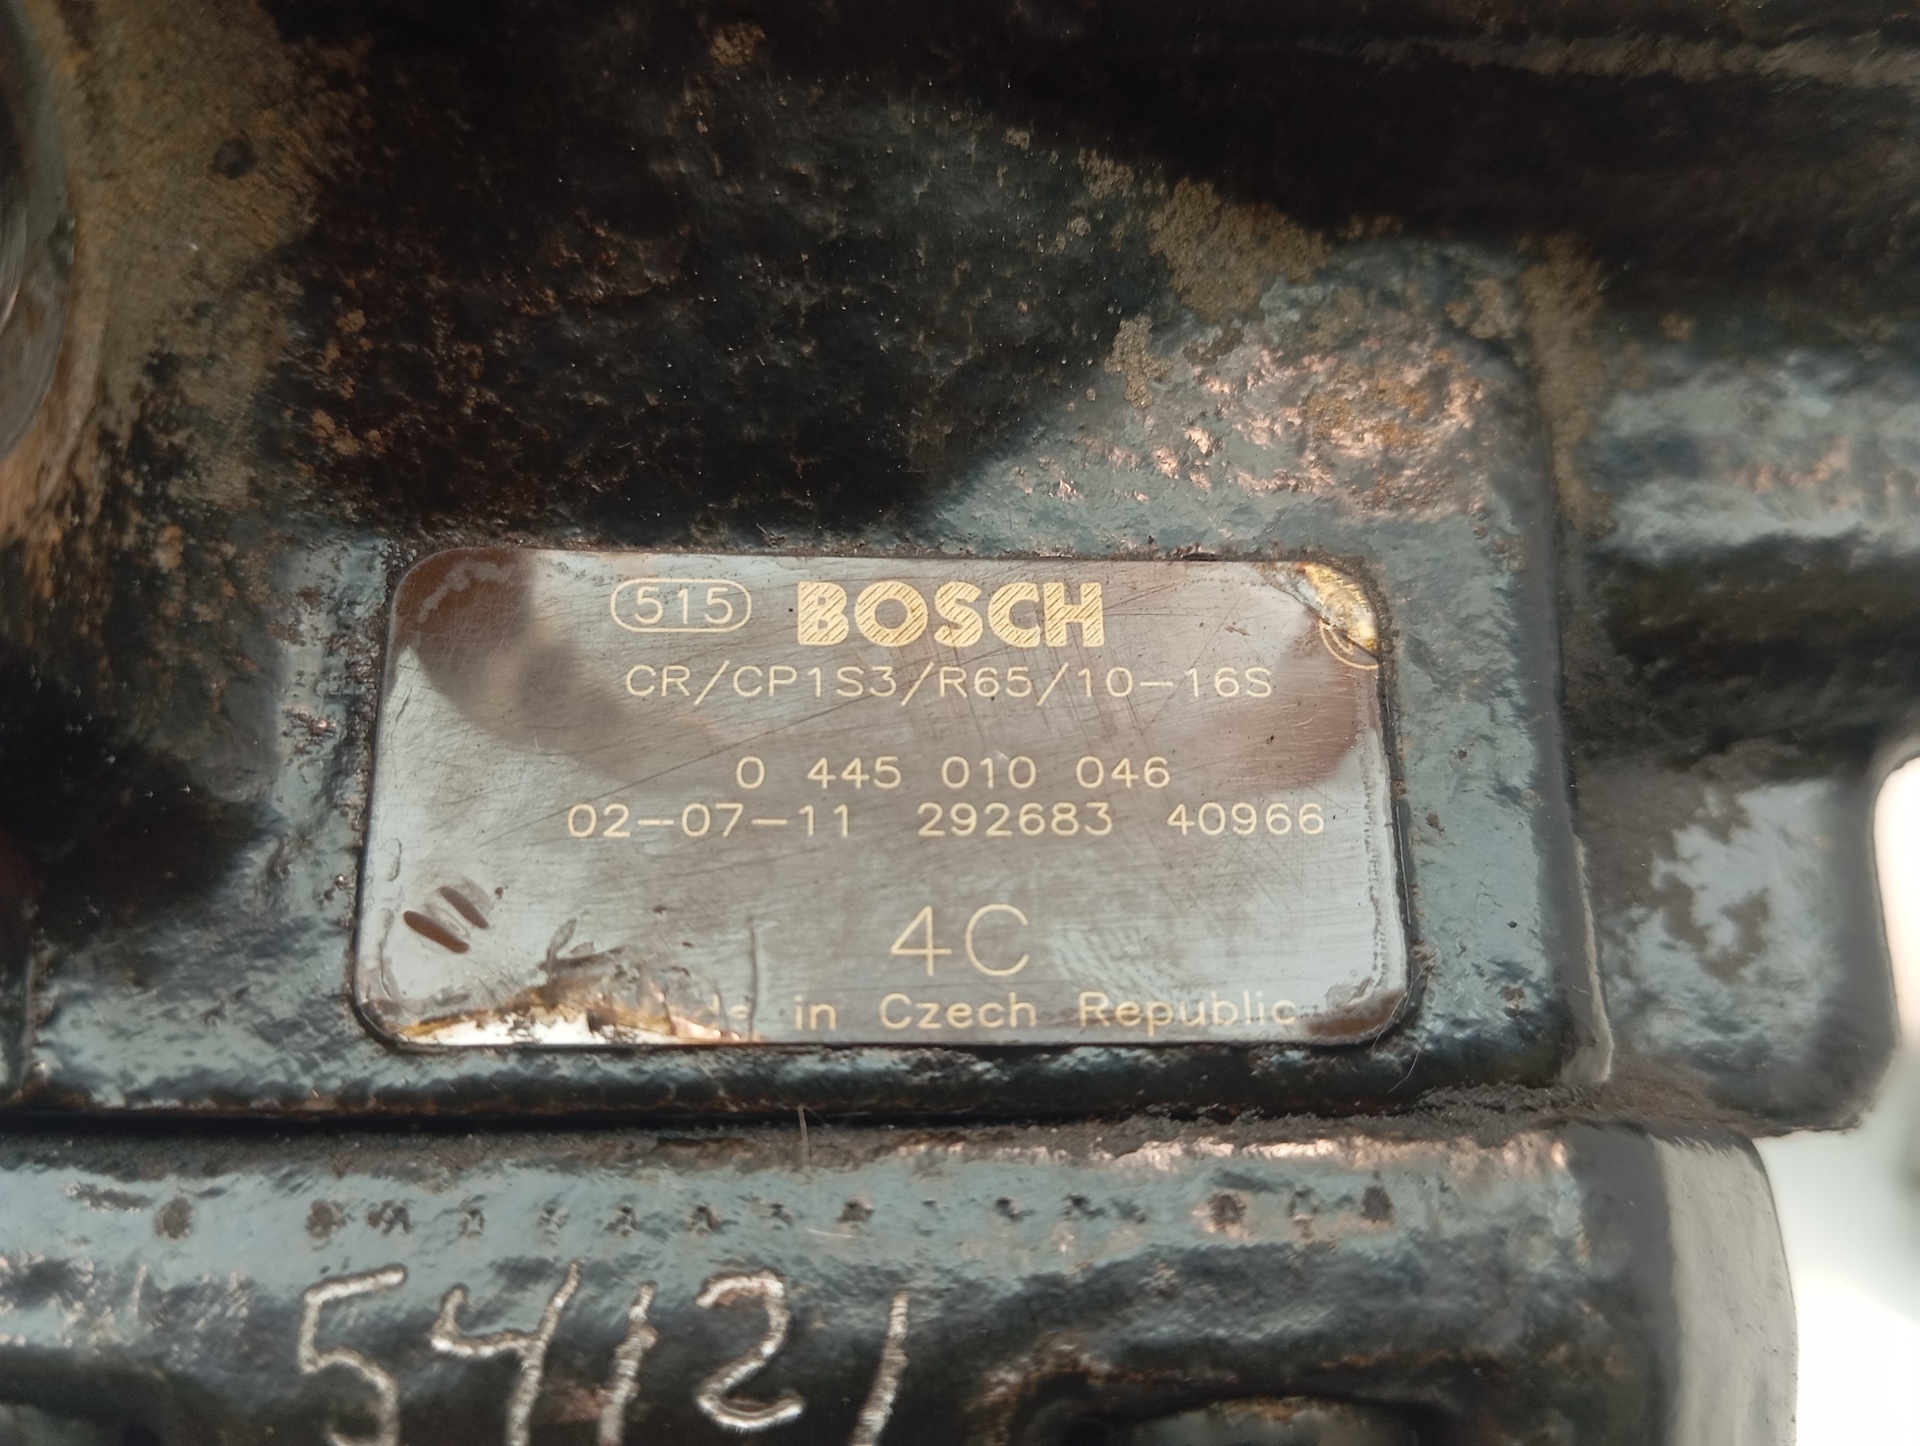 515 BOSCH
CR/CP1S3/R65/10-16S
0 445 010 046
02-07-11 292683 40966
4C
in Czech Republic
54121